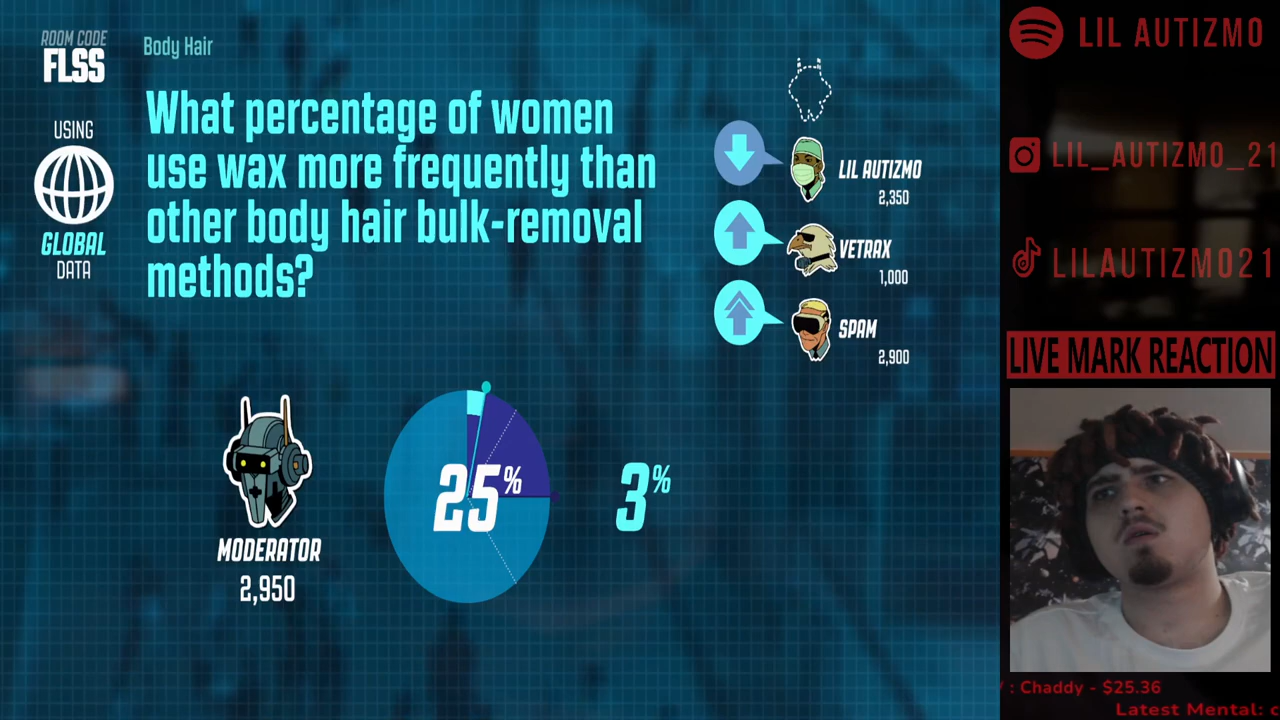 ROOM CODE
FLSS
Body Hair
USING
GLOBAL
DATA
What percentage of women
use wax more frequently than
other body hair bulk-removal
methods?
LIL AUTIZMO
2,350
VETRAX
1,000
SPAM
2,900
MODERATOR
2,950
25%
3%
LIL AUTIZMO
LIL_AUTIZMO_21
LILAUTIZMO21
LIVE MARK REACTION
: Chaddy - $25.36
Latest Mental: